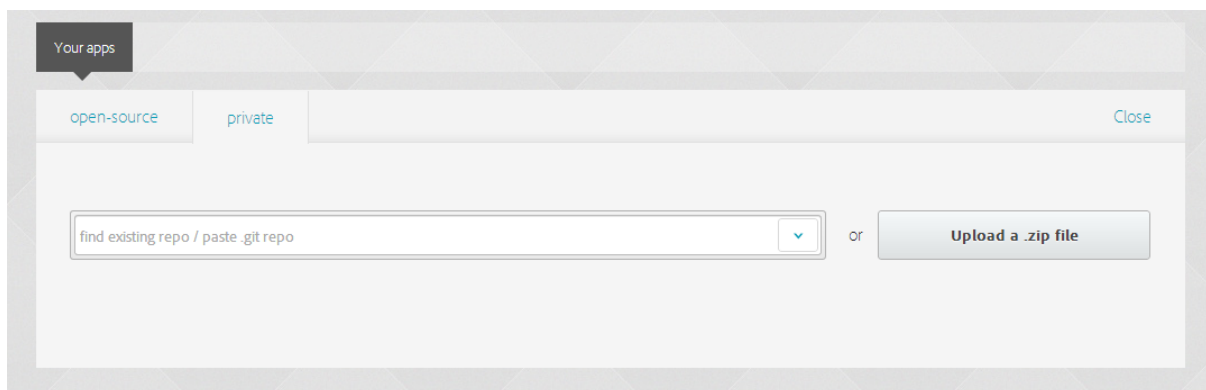 Your apps
open-source
private
Close
find existing repo / paste .git repo
or
Upload a .zip file